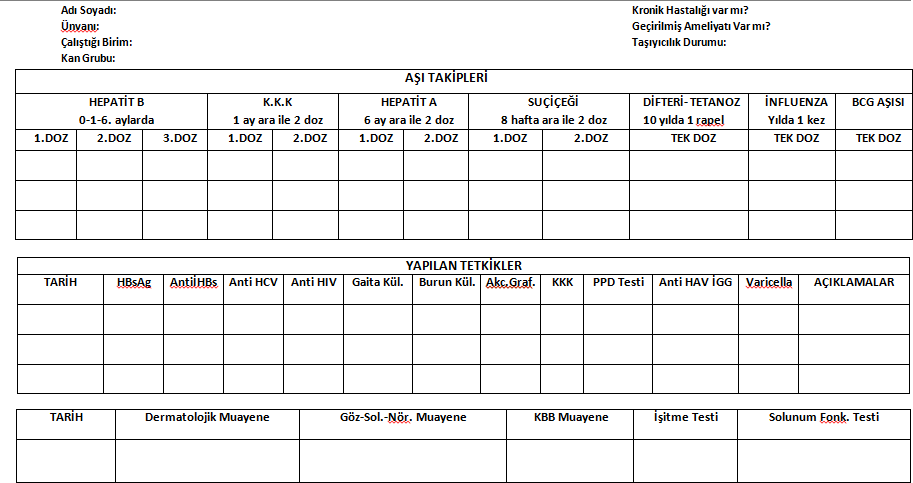 Adı Soyadı: Kronik Hastalığı var mı?
Ünvanı: Geçirilmiş Ameliyatı Var mı?
Çalıştığı Birim: Taşıyıcılık Durumu:
Kan Grubu:
AŞI TAKİPLERİ
HEPATİT B K.K.K HEPATİT A SUÇİÇEĞİ DİFTERİ- TETANOZ İNFLUENZA BCG AŞISI
0-1-6. aylarda 1 ay ara ile 2 doz 6 ay ara ile 2 doz 8 hafta ara ile 2 doz 10 yılda 1 rapel Yılda 1 kez
1.DOZ 2.DOZ 3.DOZ 1.DOZ 2.DOZ 1.DOZ 2.DOZ 1.DOZ 2.DOZ TEK DOZ TEK DOZ TEK DOZ
YAPILAN TETKİKLER
TARİH HBsAg AntiİHBs Anti HCV Anti HIV Gaita Kül. Burun Kül. Akc.Graf. KKK PPD Testi Anti HAV İGG Varicella AÇIKLAMALAR
TARİH Dermatolojik Muayene Göz-Sol.-Nör. Muayene KBB Muayene İşitme Testi Solunum Fonk. Testi